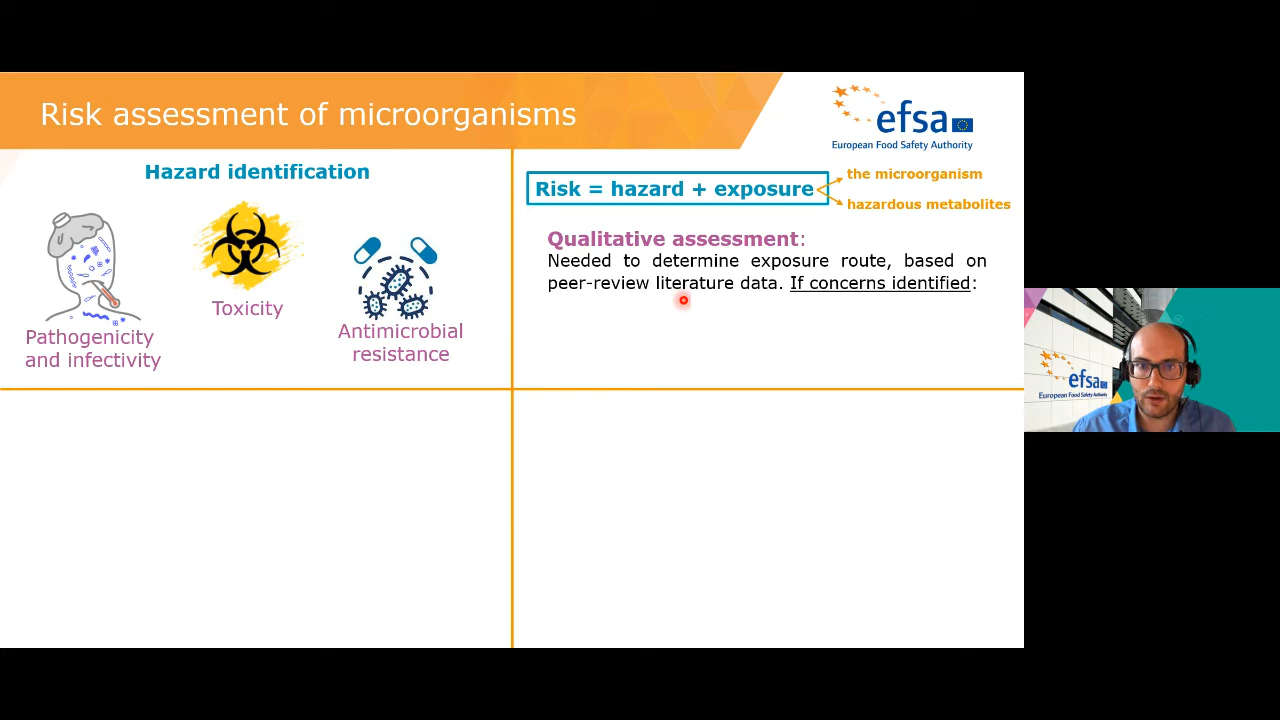 Risk assessment of microorganisms
efsa
European Food Safety Authority
Hazard identification
Pathogenicity
and infectivity
Toxicity
Antimicrobial
resistance
Risk = hazard + exposure
the microorganism
hazardous metabolites
Qualitative assessment:
Needed to determine exposure route, based on
peer-review literature data. If concerns identified:
efsa
European Food Safety Authority